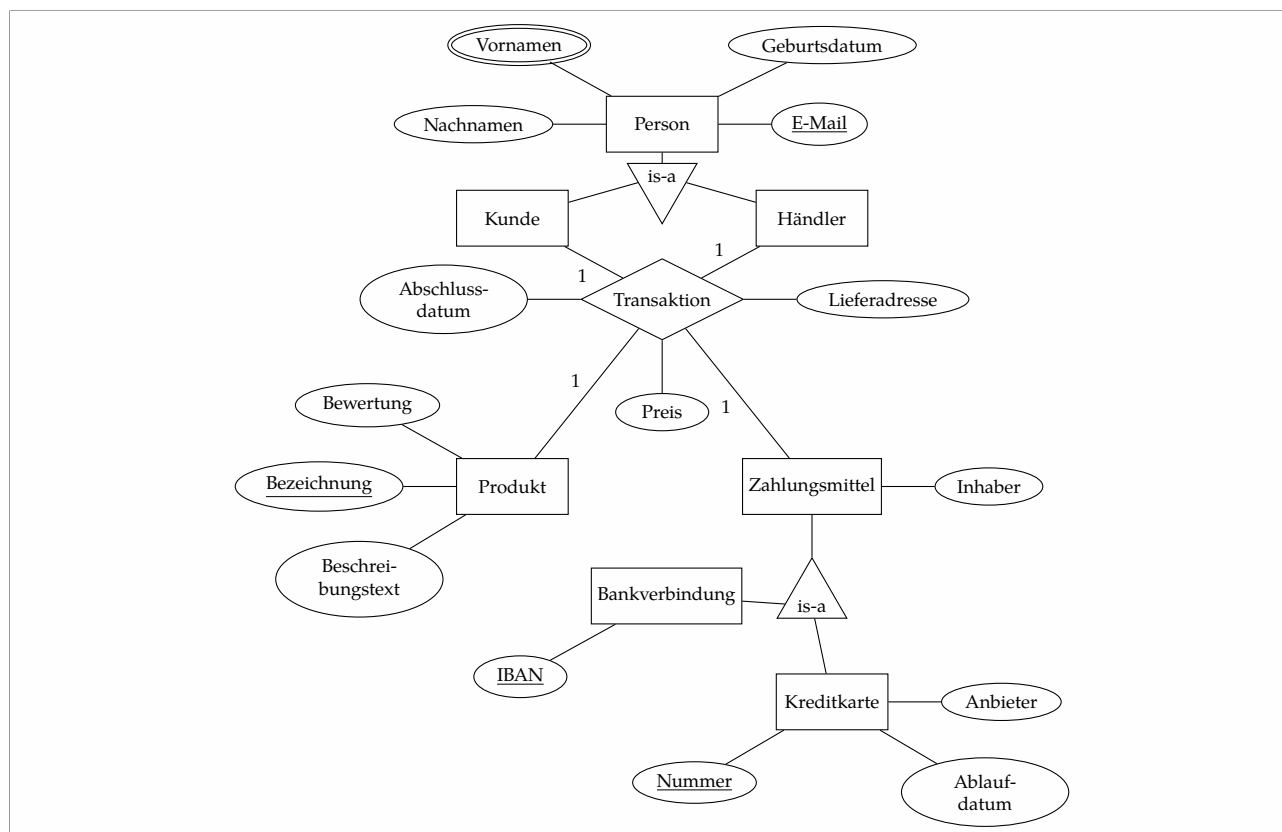 Vornamen
Geburtsdatum
Nachnamen
Person
E-Mail
is-a
Kunde
Händler
1
1
Abschluss-
datum
Transaktion
Lieferadresse
1
1
Bewertung
Preis
Bezeichnung
Produkt
Zahlungsmittel
Inhaber
Beschrei-
bungstext
Bankverbindung
is-a
IBAN
Kreditkarte
Anbieter
Nummer
Ablauf-
datum